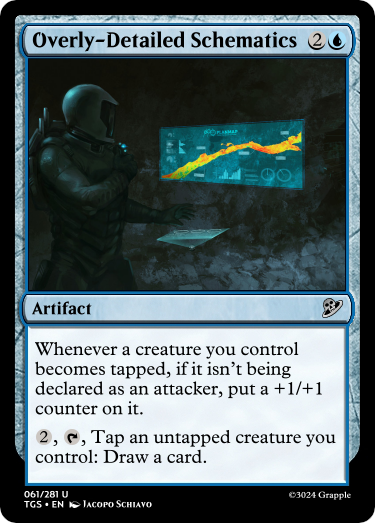 Overly-Detailed Schematics 2
Artifact
Whenever a creature you control
becomes tapped, if it isn't being
declared as an attacker, put a +1/+1
counter on it.
2, , Tap an untapped creature you
control: Draw a card.
061/281 U
TGS • EN Jacopo Schiavo
©3024 Grapple